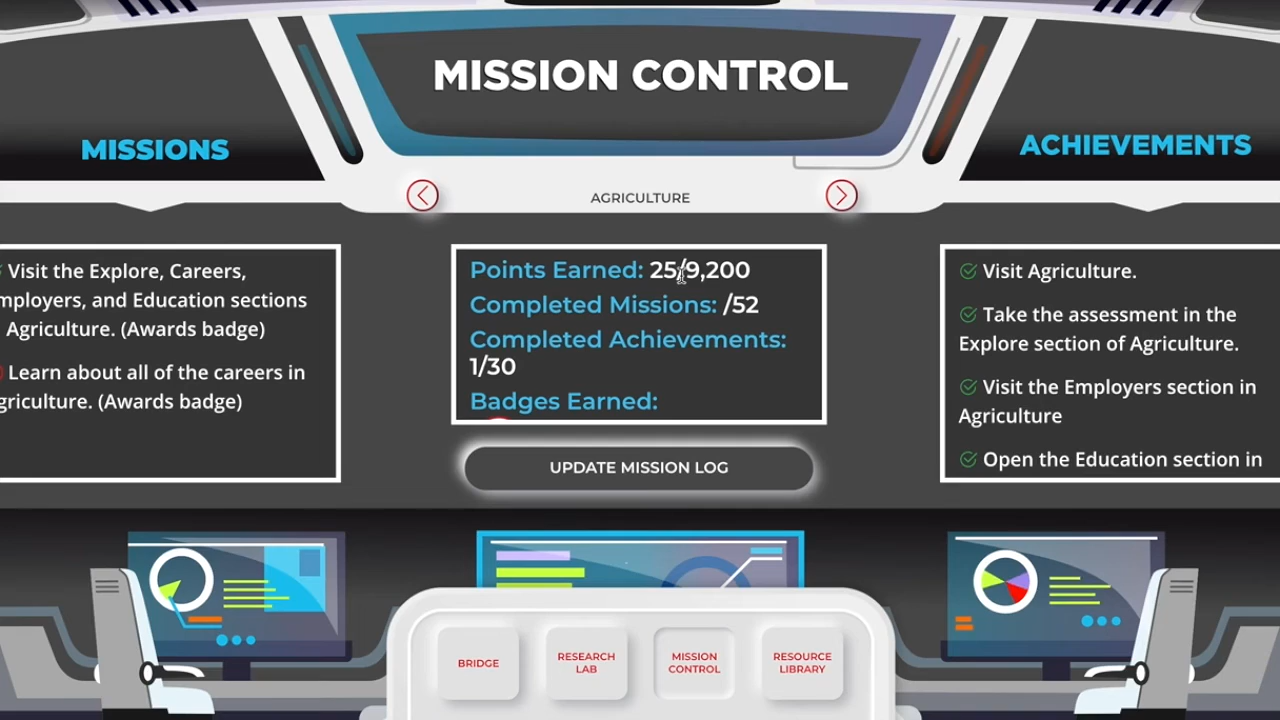 MISSION CONTROL
MISSIONS
ACHIEVEMENTS
AGRICULTURE
Visit the Explore, Careers,
mployers, and Education sections
Agriculture. (Awards badge)
Learn about all of the careers in
griculture. (Awards badge)
Points Earned: 25/9,200
Completed Missions: /52
Completed Achievements:
1/30
Badges Earned:
Visit Agriculture.
Take the assessment in the
Explore section of Agriculture.
Visit the Employers section in
Agriculture
Open the Education section in
UPDATE MISSION LOG
BRIDGE
RESEARCH
LAB
MISSION
CONTROL
RESOURCE
LIBRARY